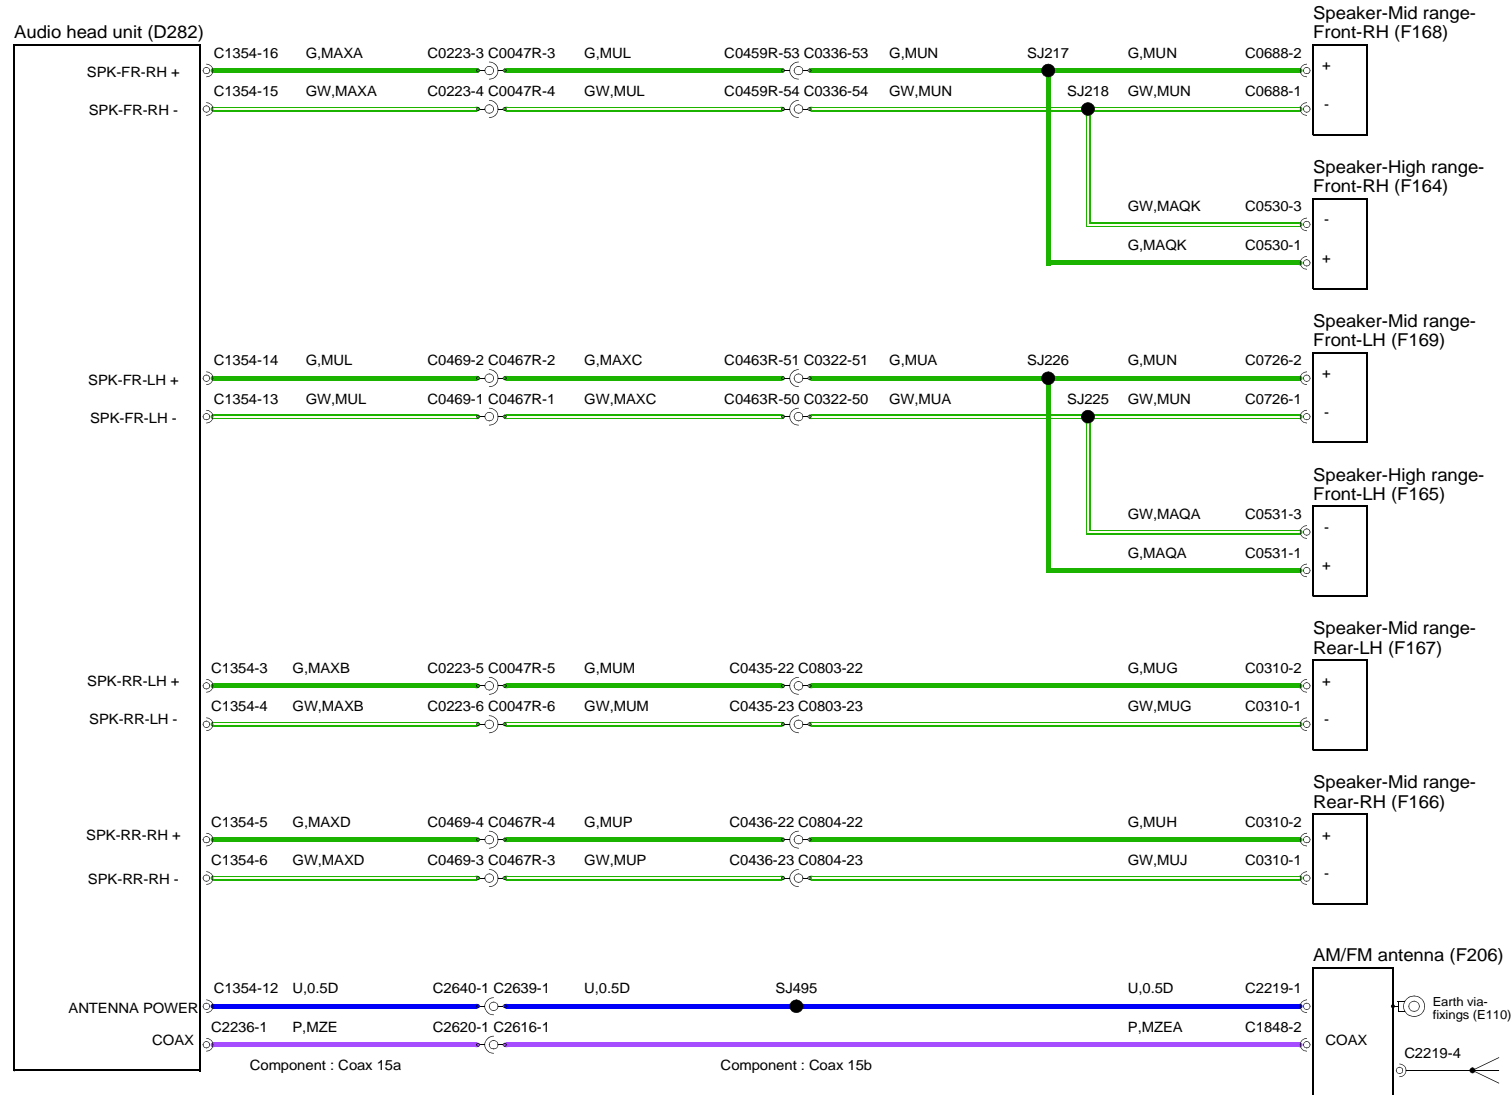 Speaker-Mid range-
Front-RH (F168)
Audio head unit (D282)
C1354-16 G,MAXA C0223-3 C0047R-3 G,MUL C0459R-53 C0336-53 G,MUN SJ217 G,MUN C0688-2
SPK-FR-RH + +
C1354-15 GW,MAXA C0223-4 C0047R-4 GW,MUL C0459R-54 C0336-54 GW,MUN SJ218 GW,MUN C0688-1
SPK-FR-RH - -
Speaker-High range-
Front-RH (F164)
GW,MAQK C0530-3
-
G,MAQK C0530-1
+
Speaker-Mid range-
Front-LH (F169)
C1354-14 G,MUL C0469-2 C0467R-2 G,MAXC C0463R-51 C0322-51 G,MUA SJ226 G,MUN C0726-2
SPK-FR-LH + +
C1354-13 GW,MUL C0469-1 C0467R-1 GW,MAXC C0463R-50 C0322-50 GW,MUA SJ225 GW,MUN C0726-1
SPK-FR-LH - -
Speaker-High range-
Front-LH (F165)
GW,MAQA C0531-3
-
G,MAQA C0531-1
+
Speaker-Mid range-
Rear-LH (F167)
C1354-3 G,MAXB C0223-5 C0047R-5 G,MUM C0435-22 C0803-22 G,MUG C0310-2
SPK-RR-LH + +
C1354-4 GW,MAXB C0223-6 C0047R-6 GW,MUM C0435-23 C0803-23 GW,MUG C0310-1
SPK-RR-LH - -
Speaker-Mid range-
Rear-RH (F166)
C1354-5 G,MAXD C0469-4 C0467R-4 G,MUP C0436-22 C0804-22 G,MUH C0310-2
SPK-RR-RH + +
C1354-6 GW,MAXD C0469-3 C0467R-3 GW,MUP C0436-23 C0804-23 GW,MUJ C0310-1
SPK-RR-RH - -
AM/FM antenna (F206)
C1354-12 U,0.5D C2640-1 C2639-1 U,0.5D SJ495 U,0.5D C2219-1
ANTENNA POWER
Earth via-
fixings (E110)
C2236-1 P,MZE C2620-1 C2616-1 P,MZEA C1848-2
COAX COAX
C2219-4
Component : Coax 15a Component : Coax 15b